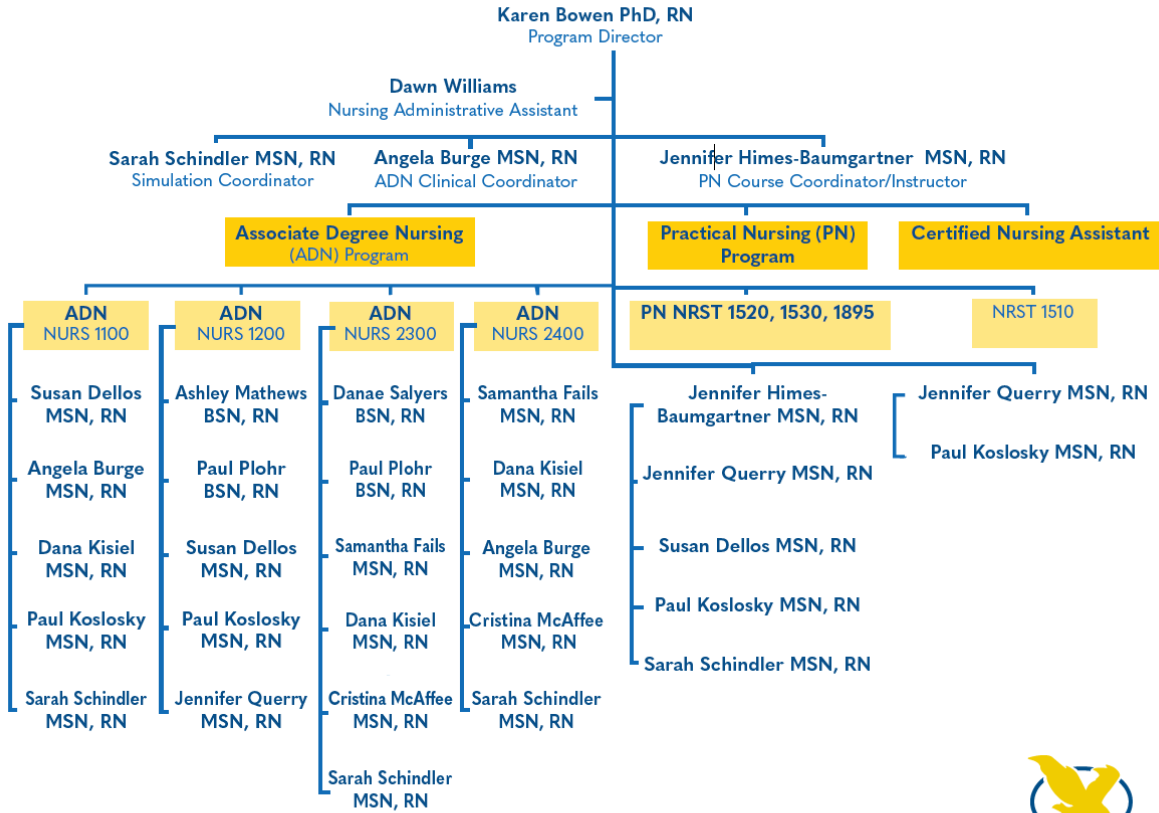 Karen Bowen PhD, RN
Program Director
Dawn Williams
Nursing Administrative Assistant
Sarah Schindler MSN, RN
Simulation Coordinator
Angela Burge MSN, RN
ADN Clinical Coordinator
Jennifer Himes-Baumgartner MSN, RN
PN Course Coordinator/Instructor
Associate Degree Nursing
(ADN) Program
Practical Nursing (PN)
Program
Certified Nursing Assistant
ADN
NURS 1100
ADN
NURS 1200
ADN
NURS 2300
ADN
NURS 2400
PN NRST 1520, 1530, 1895
NRST 1510
Susan Dellos
MSN, RN
Angela Burge
MSN, RN
Dana Kisiel
MSN, RN
Paul Koslosky
MSN, RN
Sarah Schindler
MSN, RN
Ashley Mathews
BSN, RN
Paul Plohr
BSN, RN
Susan Dellos
MSN, RN
Paul Koslosky
MSN, RN
Jennifer Querry
MSN, RN
Danae Salyers
BSN, RN
Paul Plohr
BSN, RN
Samantha Fails
MSN, RN
Dana Kisiel
MSN, RN
Cristina McAffee
MSN, RN
Sarah Schindler
MSN, RN
Samantha Fails
MSN, RN
Dana Kisiel
MSN, RN
Angela Burge
MSN, RN
Cristina McAffee
MSN, RN
Sarah Schindler
MSN, RN
Jennifer Himes-
Baumgartner MSN, RN
Jennifer Querry MSN, RN
Susan Dellos MSN, RN
Paul Koslosky MSN, RN
Sarah Schindler MSN, RN
Jennifer Querry MSN, RN
Paul Koslosky MSN, RN